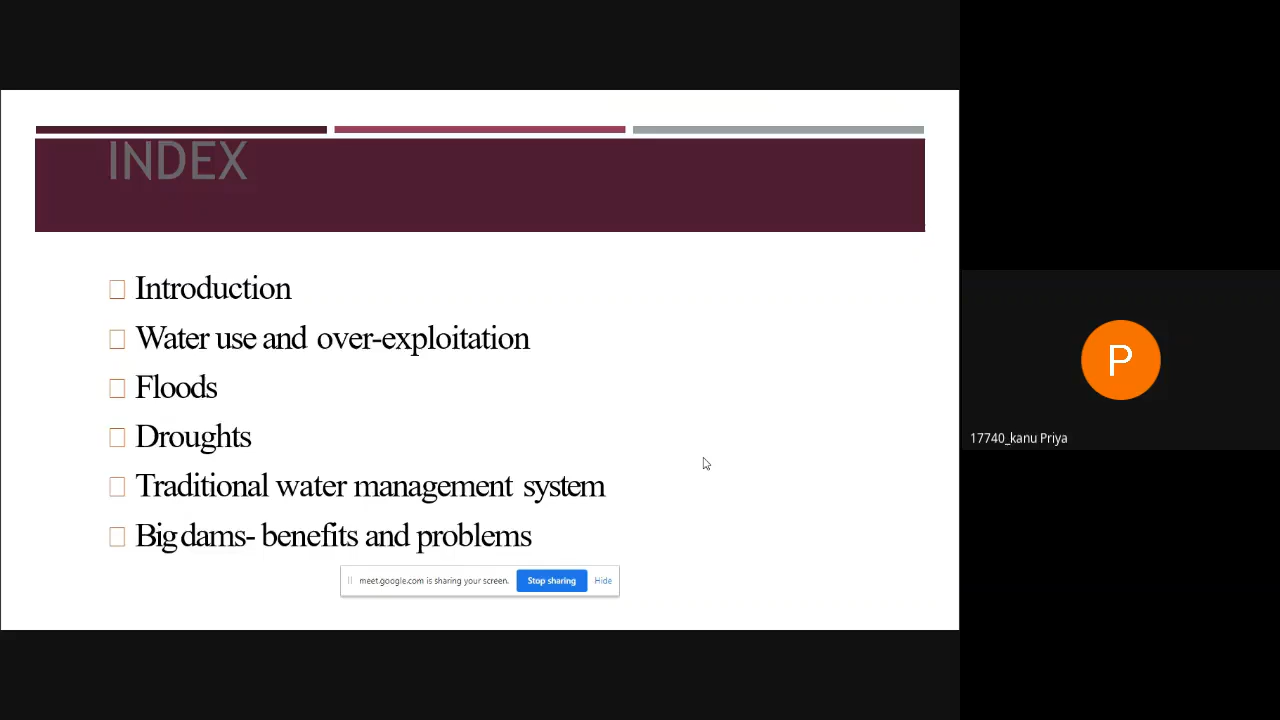 INDEX
Introduction
Water use and over-exploitation
Floods
Droughts
Traditional water management system
Big dams- benefits and problems
meet.google.com is sharing your screen. Stop sharing Hide
P
17740_kanu Priya